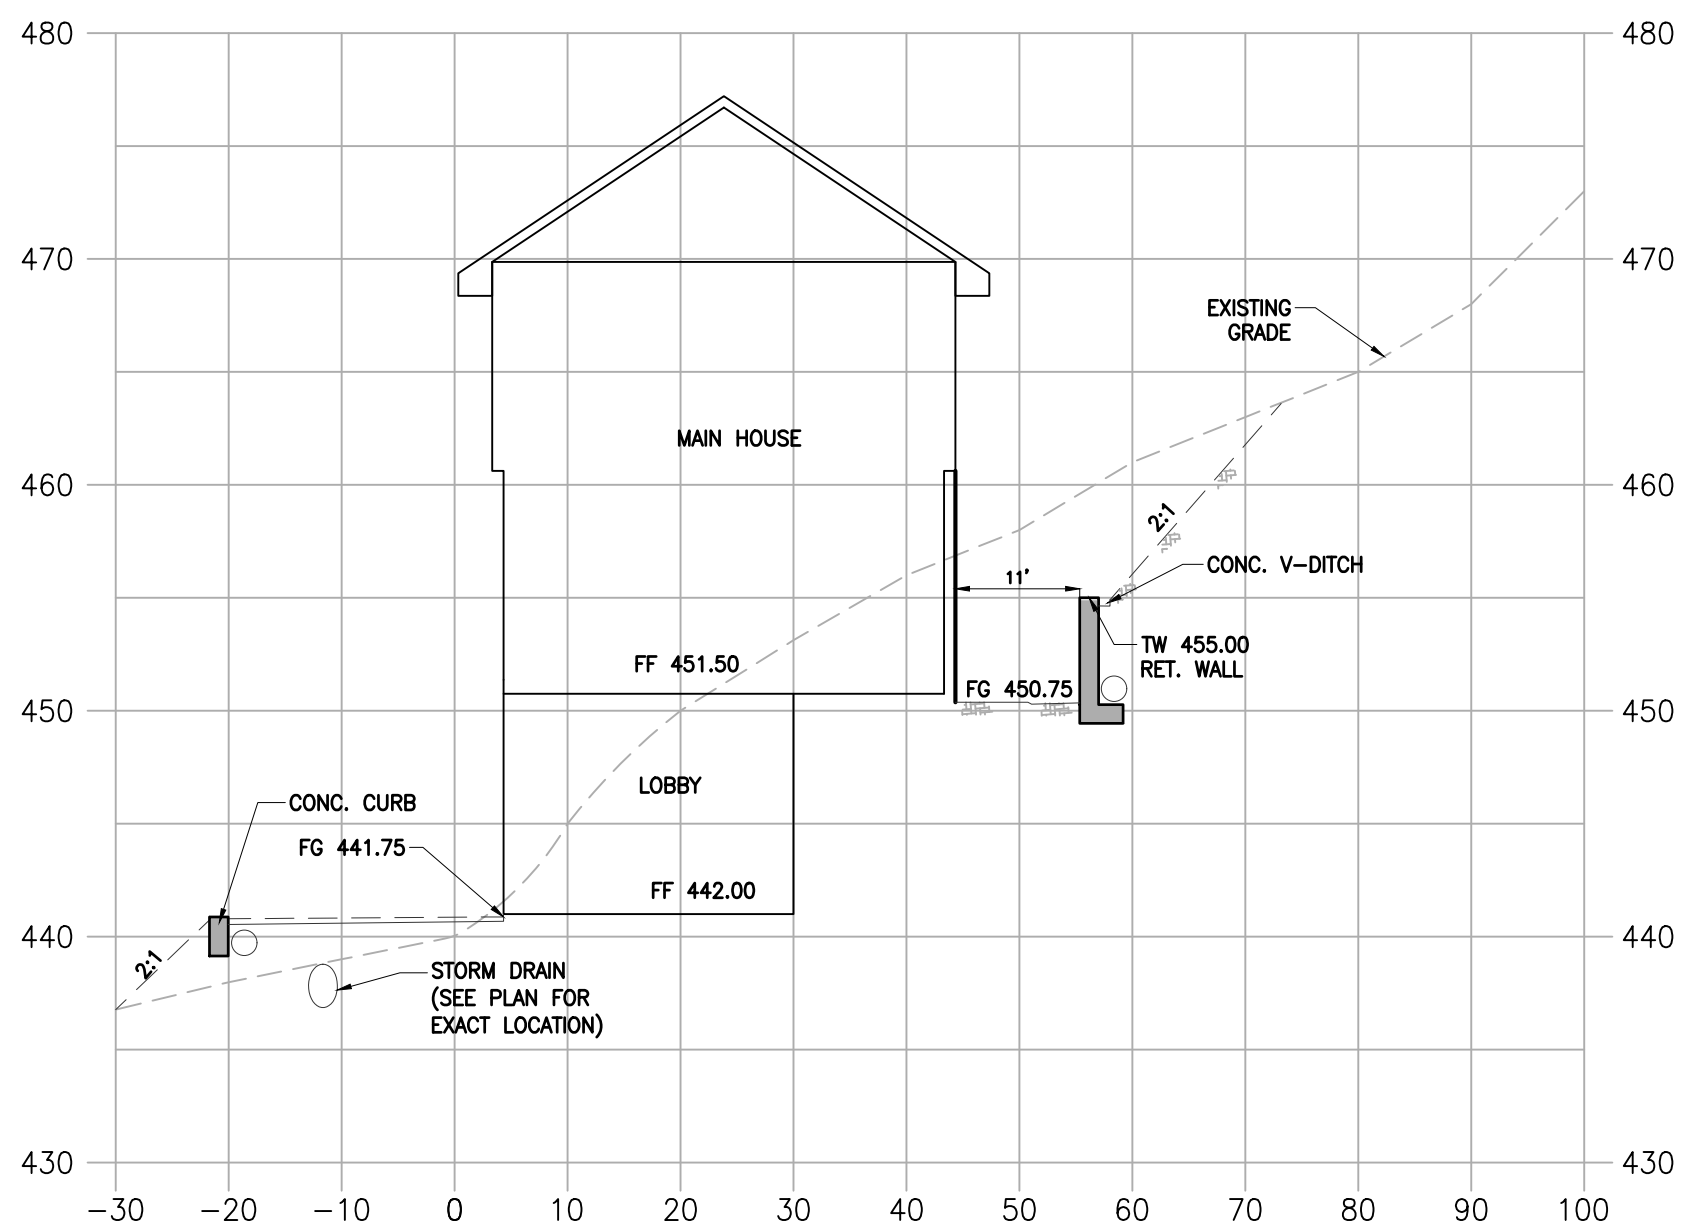 480
480
470
470
EXISTING
GRADE
MAIN HOUSE
460
460
2:1
CONC. V-DITCH
11'
TW 455.00
RET. WALL
FF 451.50
FG 450.75
450
450
LOBBY
CONC. CURB
FG 441.75
FF 442.00
440
440
2:1
STORM DRAIN
(SEE PLAN FOR
EXACT LOCATION)
430
430
-30 -20 -10 0 10 20 30 40 50 60 70 80 90 100